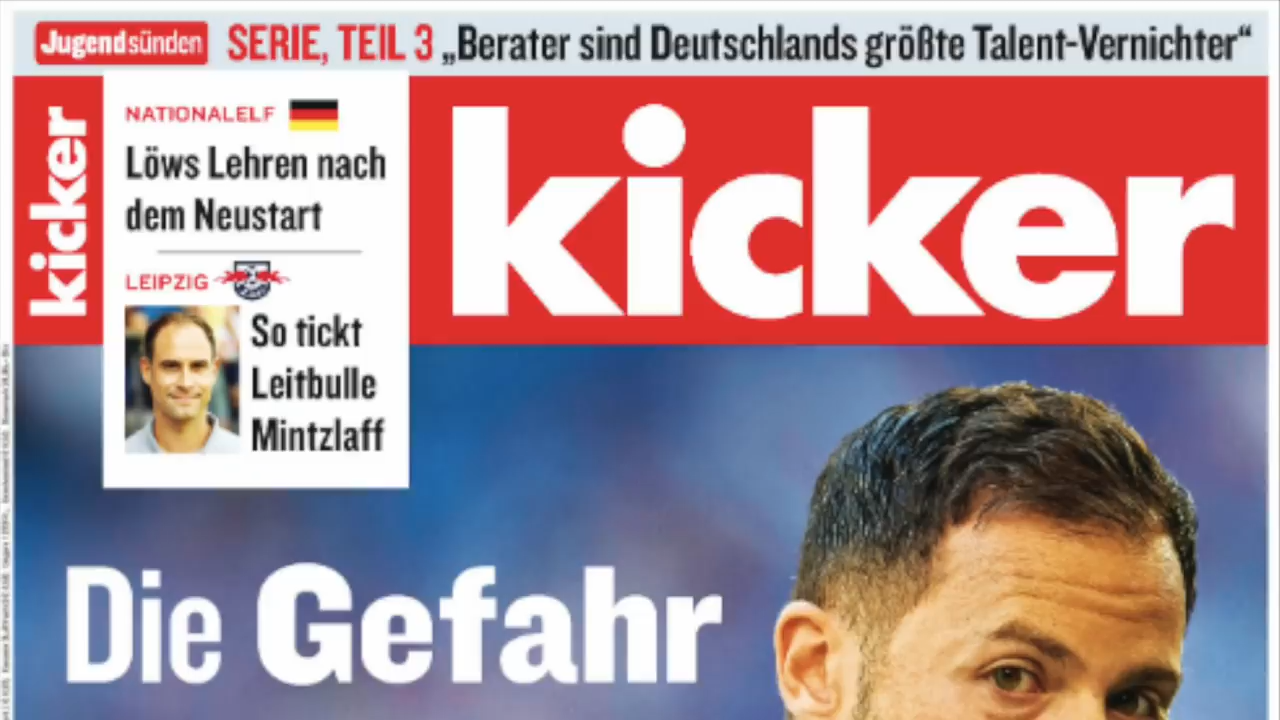 Jugendsünden SERIE, TEIL 3 „Berater sind Deutschlands größte Talent-Vernichter“
kicker
NATIONALELF
Löws Lehren nach
dem Neustart
LEIPZIG
So tickt
Leitbulle
Mintzlaff
kicker
Die Gefahr